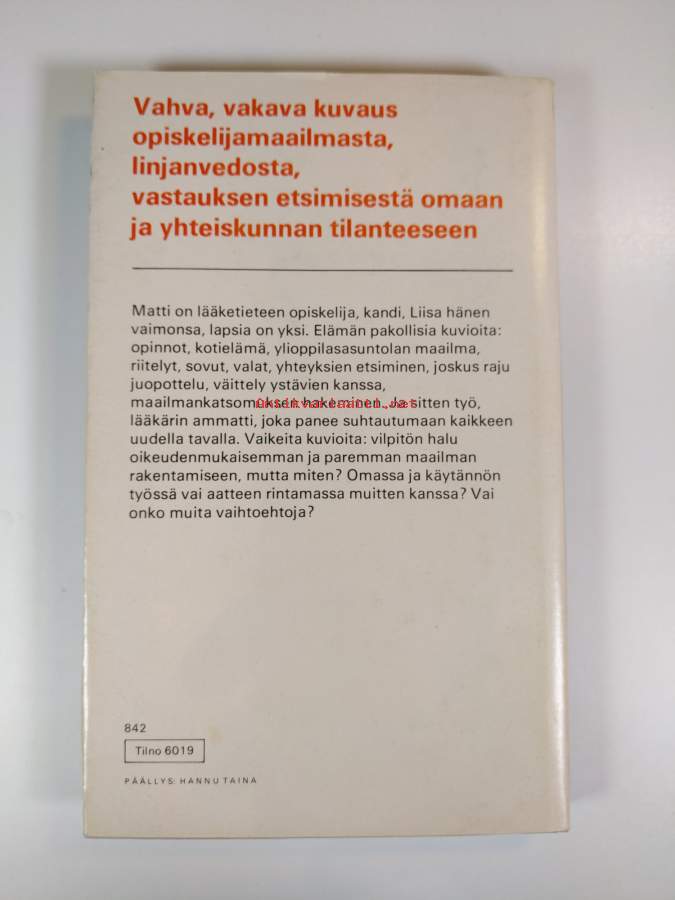 Vahva, vakava kuvaus
opiskelijamaailmasta,
linjanvedosta,
vastauksen etsimisestä omaan
ja yhteiskunnan tilanteeseen
Matti on lääketieteen opiskelija, kandi, Liisa hänen
vaimonsa, lapsia on yksi. Elämän pakollisia kuvioita:
opinnot, kotielämä, ylioppilasasuntolan maailma,
riitelyt, sovut, valat, yhteyksien etsiminen, joskus raju
juopottelu, väittely ystävien kanssa,
maailmankatsomuksen hakeminen. Ja sitten työ,
antikvariaatti.net
lääkärin ammatti, joka panee suhtautumaan kaikkeen
uudella tavalla. Vaikeita kuvioita: vilpitön halu
oikeudenmukaisemman ja paremman maailman
rakentamiseen, mutta miten? Omassa ja käytännön
työssä vai aatteen rintamassa muitten kanssa? Vai
onko muita vaihtoehtoja?
842
Tilno 6019
PÄÄLLYS: HANNU TAINA